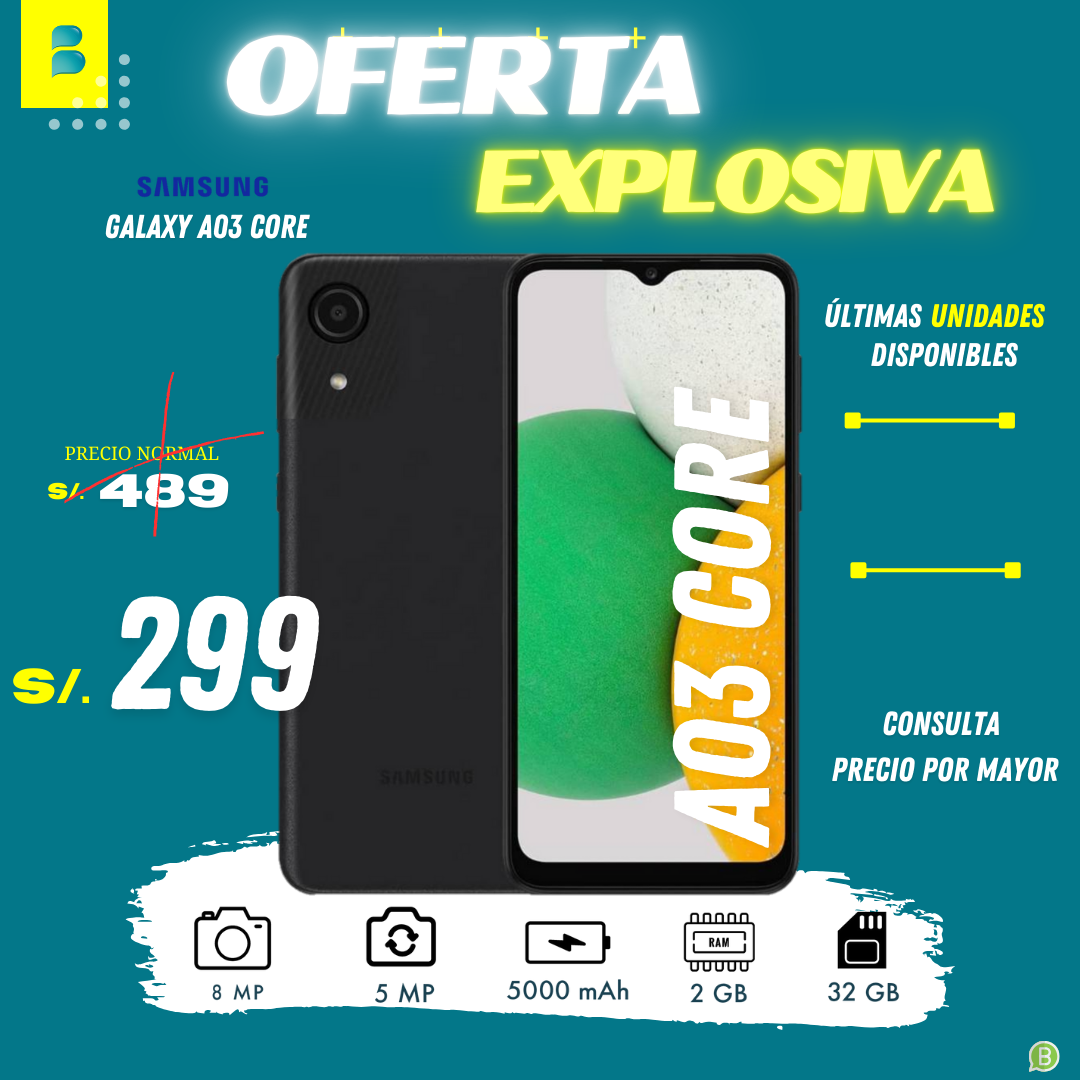 B
OFERTA
EXPLOSIVA
SAMSUNG
GALAXY A03 CORE
ÚLTIMAS UNIDADES
DISPONIBLES
PRECIO NORMAL
S/. 489
S/. 299
A03 CORE
SAMSUNG
CONSULTA
PRECIO POR MAYOR
RAM
8 MP
5 MP
5000 mAh
2 GB
32 GB
B